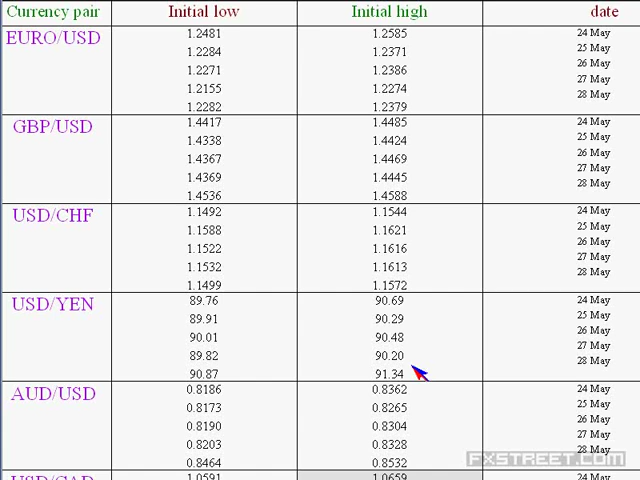 Currency pair Initial low Initial high date
EURO/USD 1.2481 1.2585 24 May
1.2284 1.2371 25 May
1.2271 1.2386 26 May
1.2155 1.2274 27 May
1.2282 1.2379 28 May
GBP/USD 1.4417 1.4485 24 May
1.4338 1.4424 25 May
1.4367 1.4469 26 May
1.4369 1.4445 27 May
1.4536 1.4588 28 May
USD/CHF 1.1492 1.1544 24 May
1.1588 1.1621 25 May
1.1522 1.1616 26 May
1.1532 1.1613 27 May
1.1499 1.1572 28 May
USD/YEN 89.76 90.69 24 May
89.91 90.29 25 May
90.01 90.48 26 May
89.82 90.20 27 May
90.87 91.34 28 May
AUD/USD 0.8186 0.8362 24 May
0.8173 0.8265 25 May
0.8190 0.8304 26 May
0.8203 0.8328 27 May
0.8464 0.8532 28 May
USD/CAD 1.0591 1.0659 24 May
FXSTREET.COM